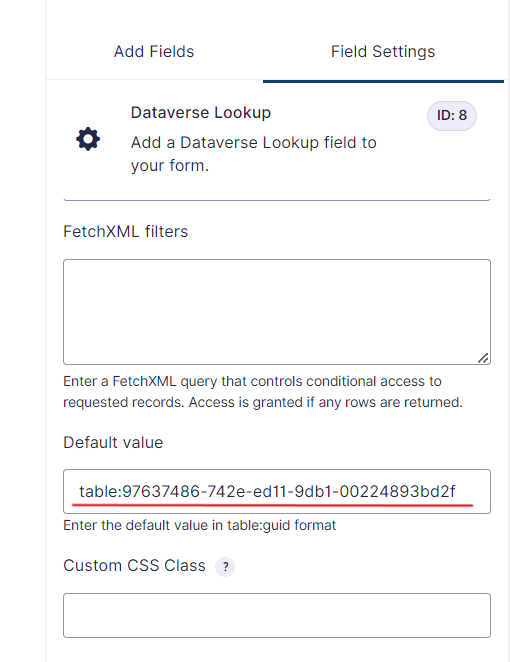 Add Fields
Field Settings
Dataverse Lookup
ID: 8
Add a Dataverse Lookup field to
your form.
FetchXML filters
Enter a FetchXML query that controls conditional access to
requested records. Access is granted if any rows are returned.
Default value
table:97637486-742e-ed11-9db1-00224893bd2f
Enter the default value in table:guid format
Custom CSS Class ?